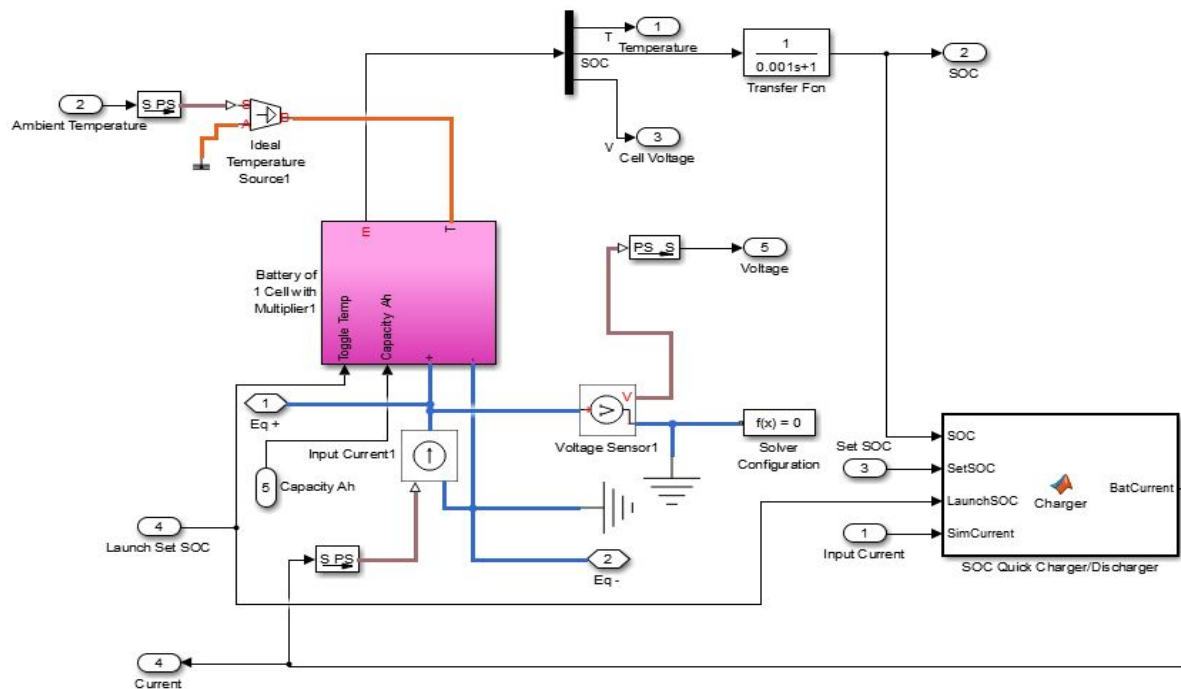 1
T
Temperature
SOC
1
0.001s+1
Transfer Fcn
2
SOC
2
Ambient Temperature
S PS
S
A
B
Ideal
Temperature
Source1
3
V
Cell Voltage
m
T
Battery of
1 Cell with
Multiplier1
Toggle Temp
Capacity Ah
+
-
PS S
5
Voltage
1
Eq +
V
V
Voltage Sensor1
f(x) = 0
Solver
Configuration
Input Current1
5
Capacity Ah
4
Launch Set SOC
S PS
2
Eq -
Set SOC
3
1
Input Current
SOC
SetSOC
LaunchSOC
SimCurrent
Charger
BatCurrent
SOC Quick Charger/Discharger
4
Current